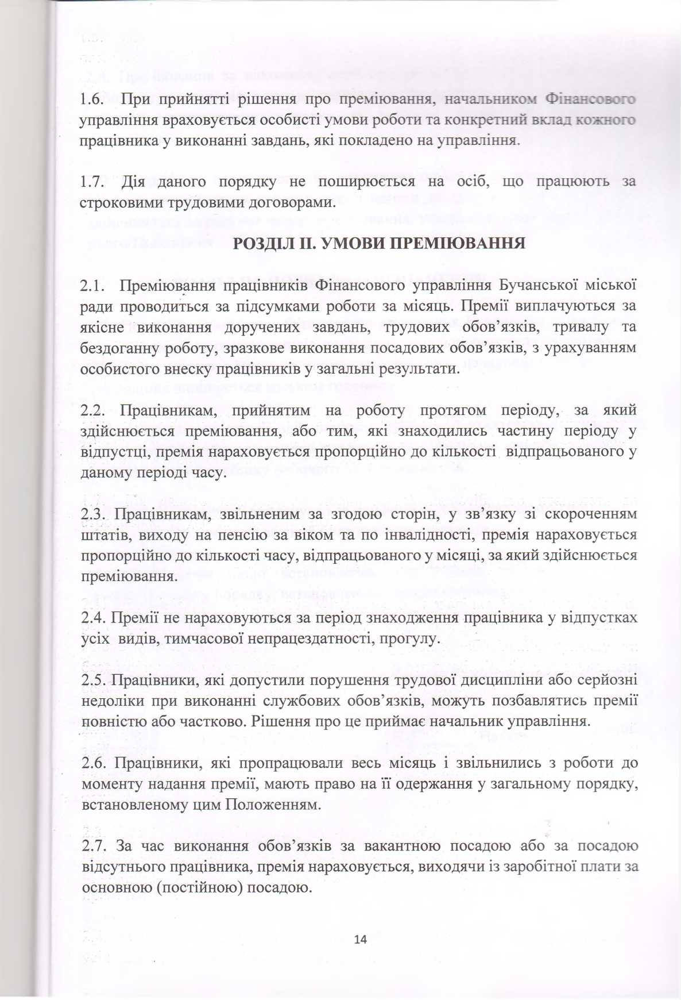 1.6. При прийнятті рішення про преміювання, начальником Фінансового
управління враховується особисті умови роботи та конкретний вклад кожного
працівника у виконанні завдань, які покладено на управління.
1.7. Дія даного порядку не поширюється на осіб, що працюють за
строковими трудовими договорами.
РОЗДІЛ ІІ. УМОВИ ПРЕМІЮВАННЯ
2.1. Преміювання працівників Фінансового управління Бучанської міської
ради проводиться за підсумками роботи за місяць. Премії виплачуються за
якісне виконання доручених завдань, трудових обов’язків, тривалу та
бездоганну роботу, зразкове виконання посадових обов’язків, з урахуванням
особистого внеску працівників у загальні результати.
2.2. Працівникам, прийнятим на роботу протягом періоду, за який
здійснюється преміювання, або тим, які знаходились частину періоду у
відпустці, премія нараховується пропорційно до кількості відпрацьованого у
даному періоді часу.
2.3. Працівникам, звільненим за згодою сторін, у зв’язку зі скороченням
штатів, виходу на пенсію за віком та по інвалідності, премія нараховується
пропорційно до кількості часу, відпрацьованого у місяці, за який здійснюється
преміювання.
2.4. Премії не нараховуються за період знаходження працівника у відпустках
усіх видів, тимчасової непрацездатності, прогулу.
2.5. Працівники, які допустили порушення трудової дисципліни або серйозні
недоліки при виконанні службових обов’язків, можуть позбавлятись премії
повністю або частково. Рішення про це приймає начальник управління.
2.6. Працівники, які пропрацювали весь місяць і звільнились з роботи до
моменту надання премії, мають право на її одержання у загальному порядку,
встановленому цим Положенням.
2.7. За час виконання обов’язків за вакантною посадою або за посадою
відсутнього працівника, премія нараховується, виходячи із заробітної плати за
основною (постійною) посадою.
14